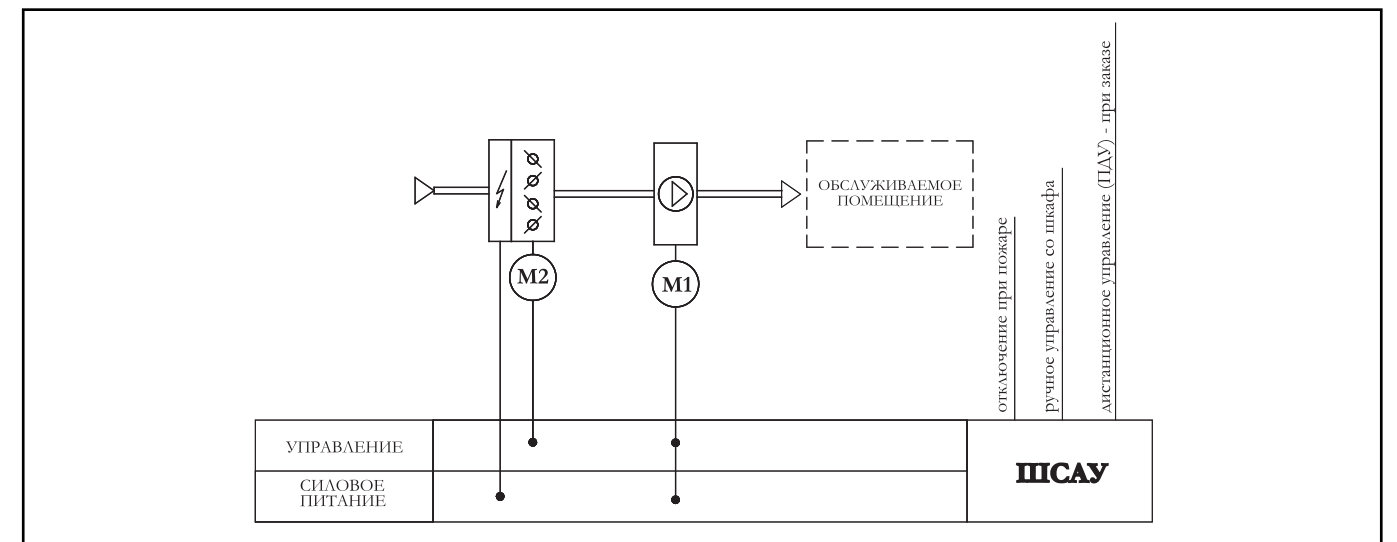 ОБСЛУЖИВАЕМОЕ
ПОМЕЩЕНИЕ
М2
М1
отключение при пожаре
ручное управление со шкафа
дистанционное управление (ПДУ) - при заказе
УПРАВЛЕНИЕ
СИЛОВОЕ
ПИТАНИЕ
ШСАУ